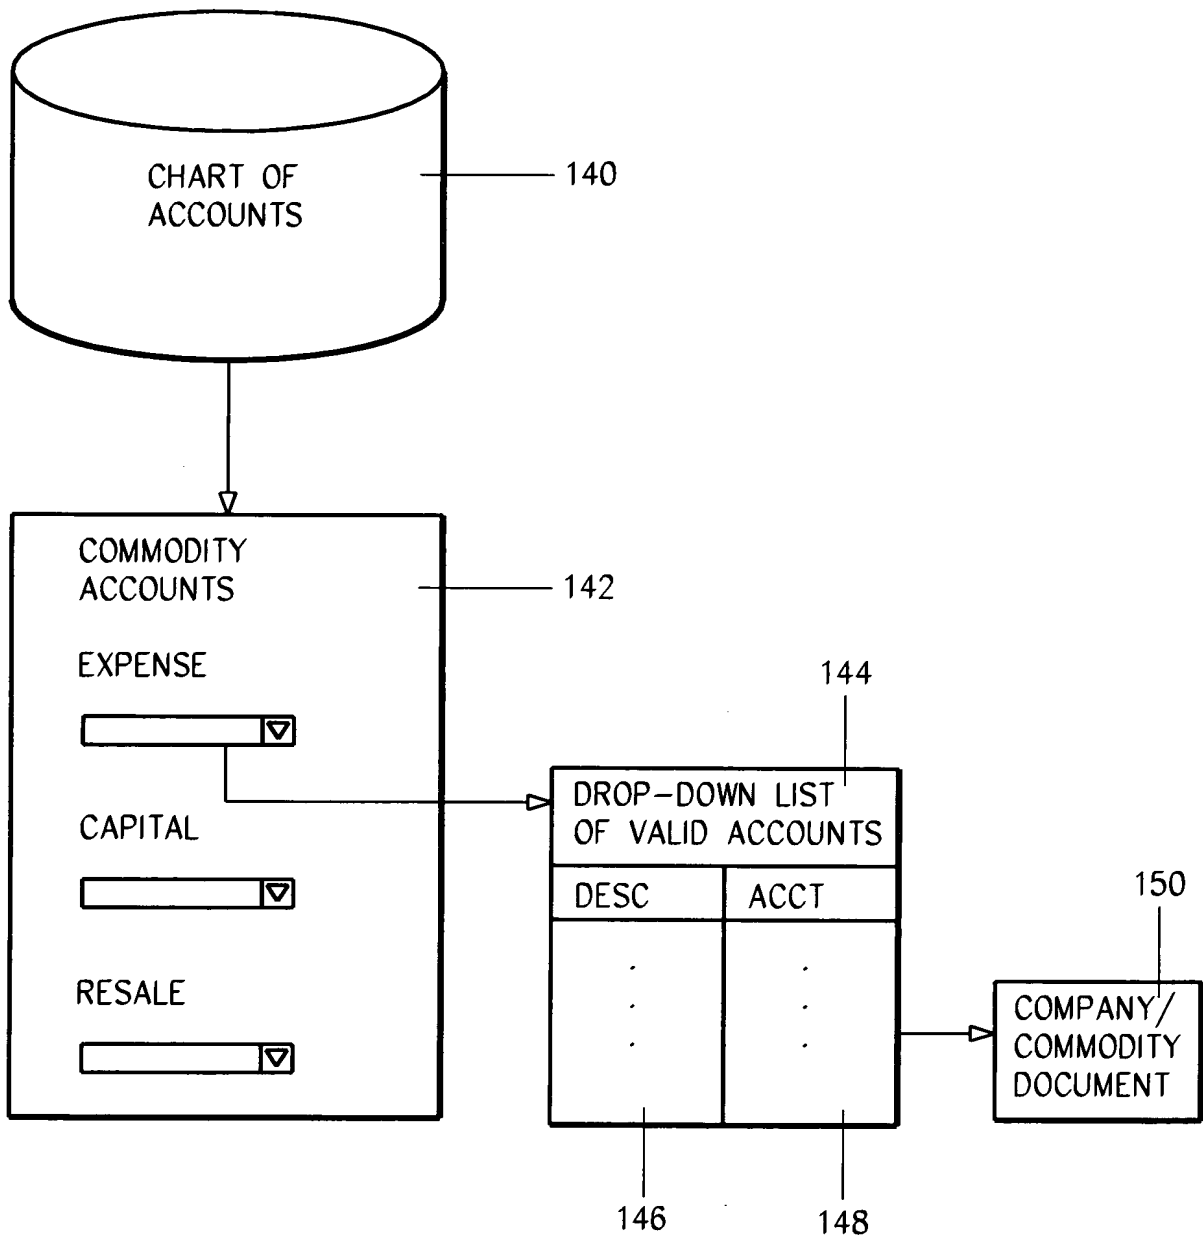 CHART OF
ACCOUNTS
140
COMMODITY
ACCOUNTS
142
EXPENSE
144
DROP-DOWN LIST
OF VALID ACCOUNTS
CAPITAL
DESC
ACCT
150
RESALE
COMPANY/
COMMODITY
DOCUMENT
146
148